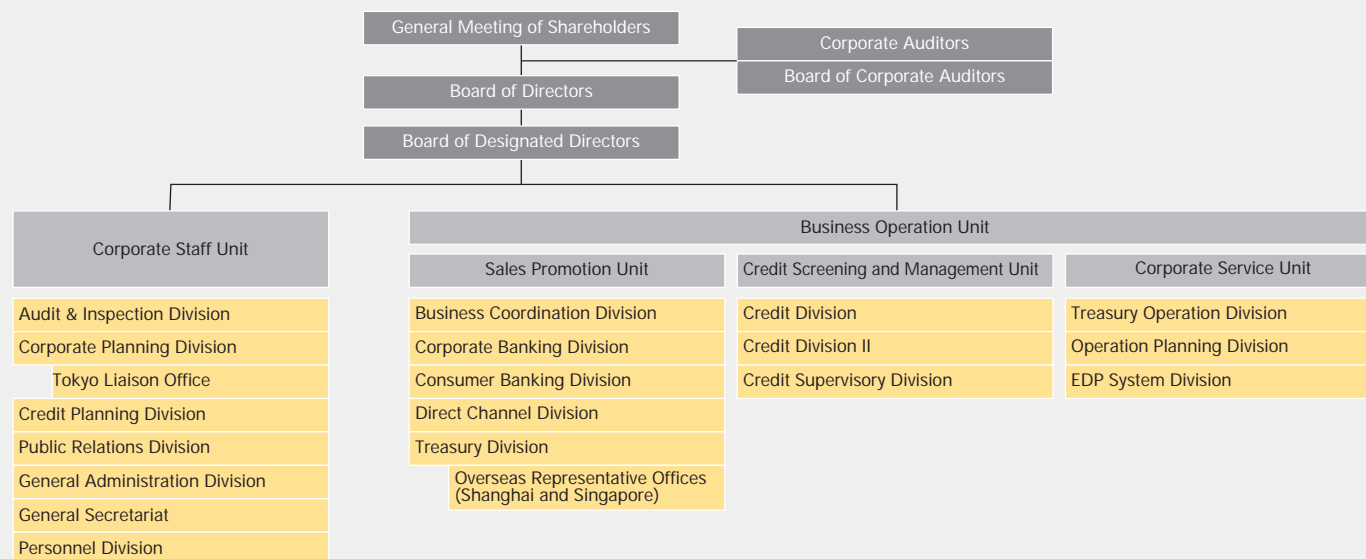 General Meeting of Shareholders
Corporate Auditors
Board of Corporate Auditors
Board of Directors
Board of Designated Directors
Corporate Staff Unit
Audit & Inspection Division
Corporate Planning Division
Tokyo Liaison Office
Credit Planning Division
Public Relations Division
General Administration Division
General Secretariat
Personnel Division
Business Operation Unit
Sales Promotion Unit
Business Coordination Division
Corporate Banking Division
Consumer Banking Division
Direct Channel Division
Treasury Division
Overseas Representative Offices
(Shanghai and Singapore)
Credit Screening and Management Unit
Credit Division
Credit Division II
Credit Supervisory Division
Corporate Service Unit
Treasury Operation Division
Operation Planning Division
EDP System Division